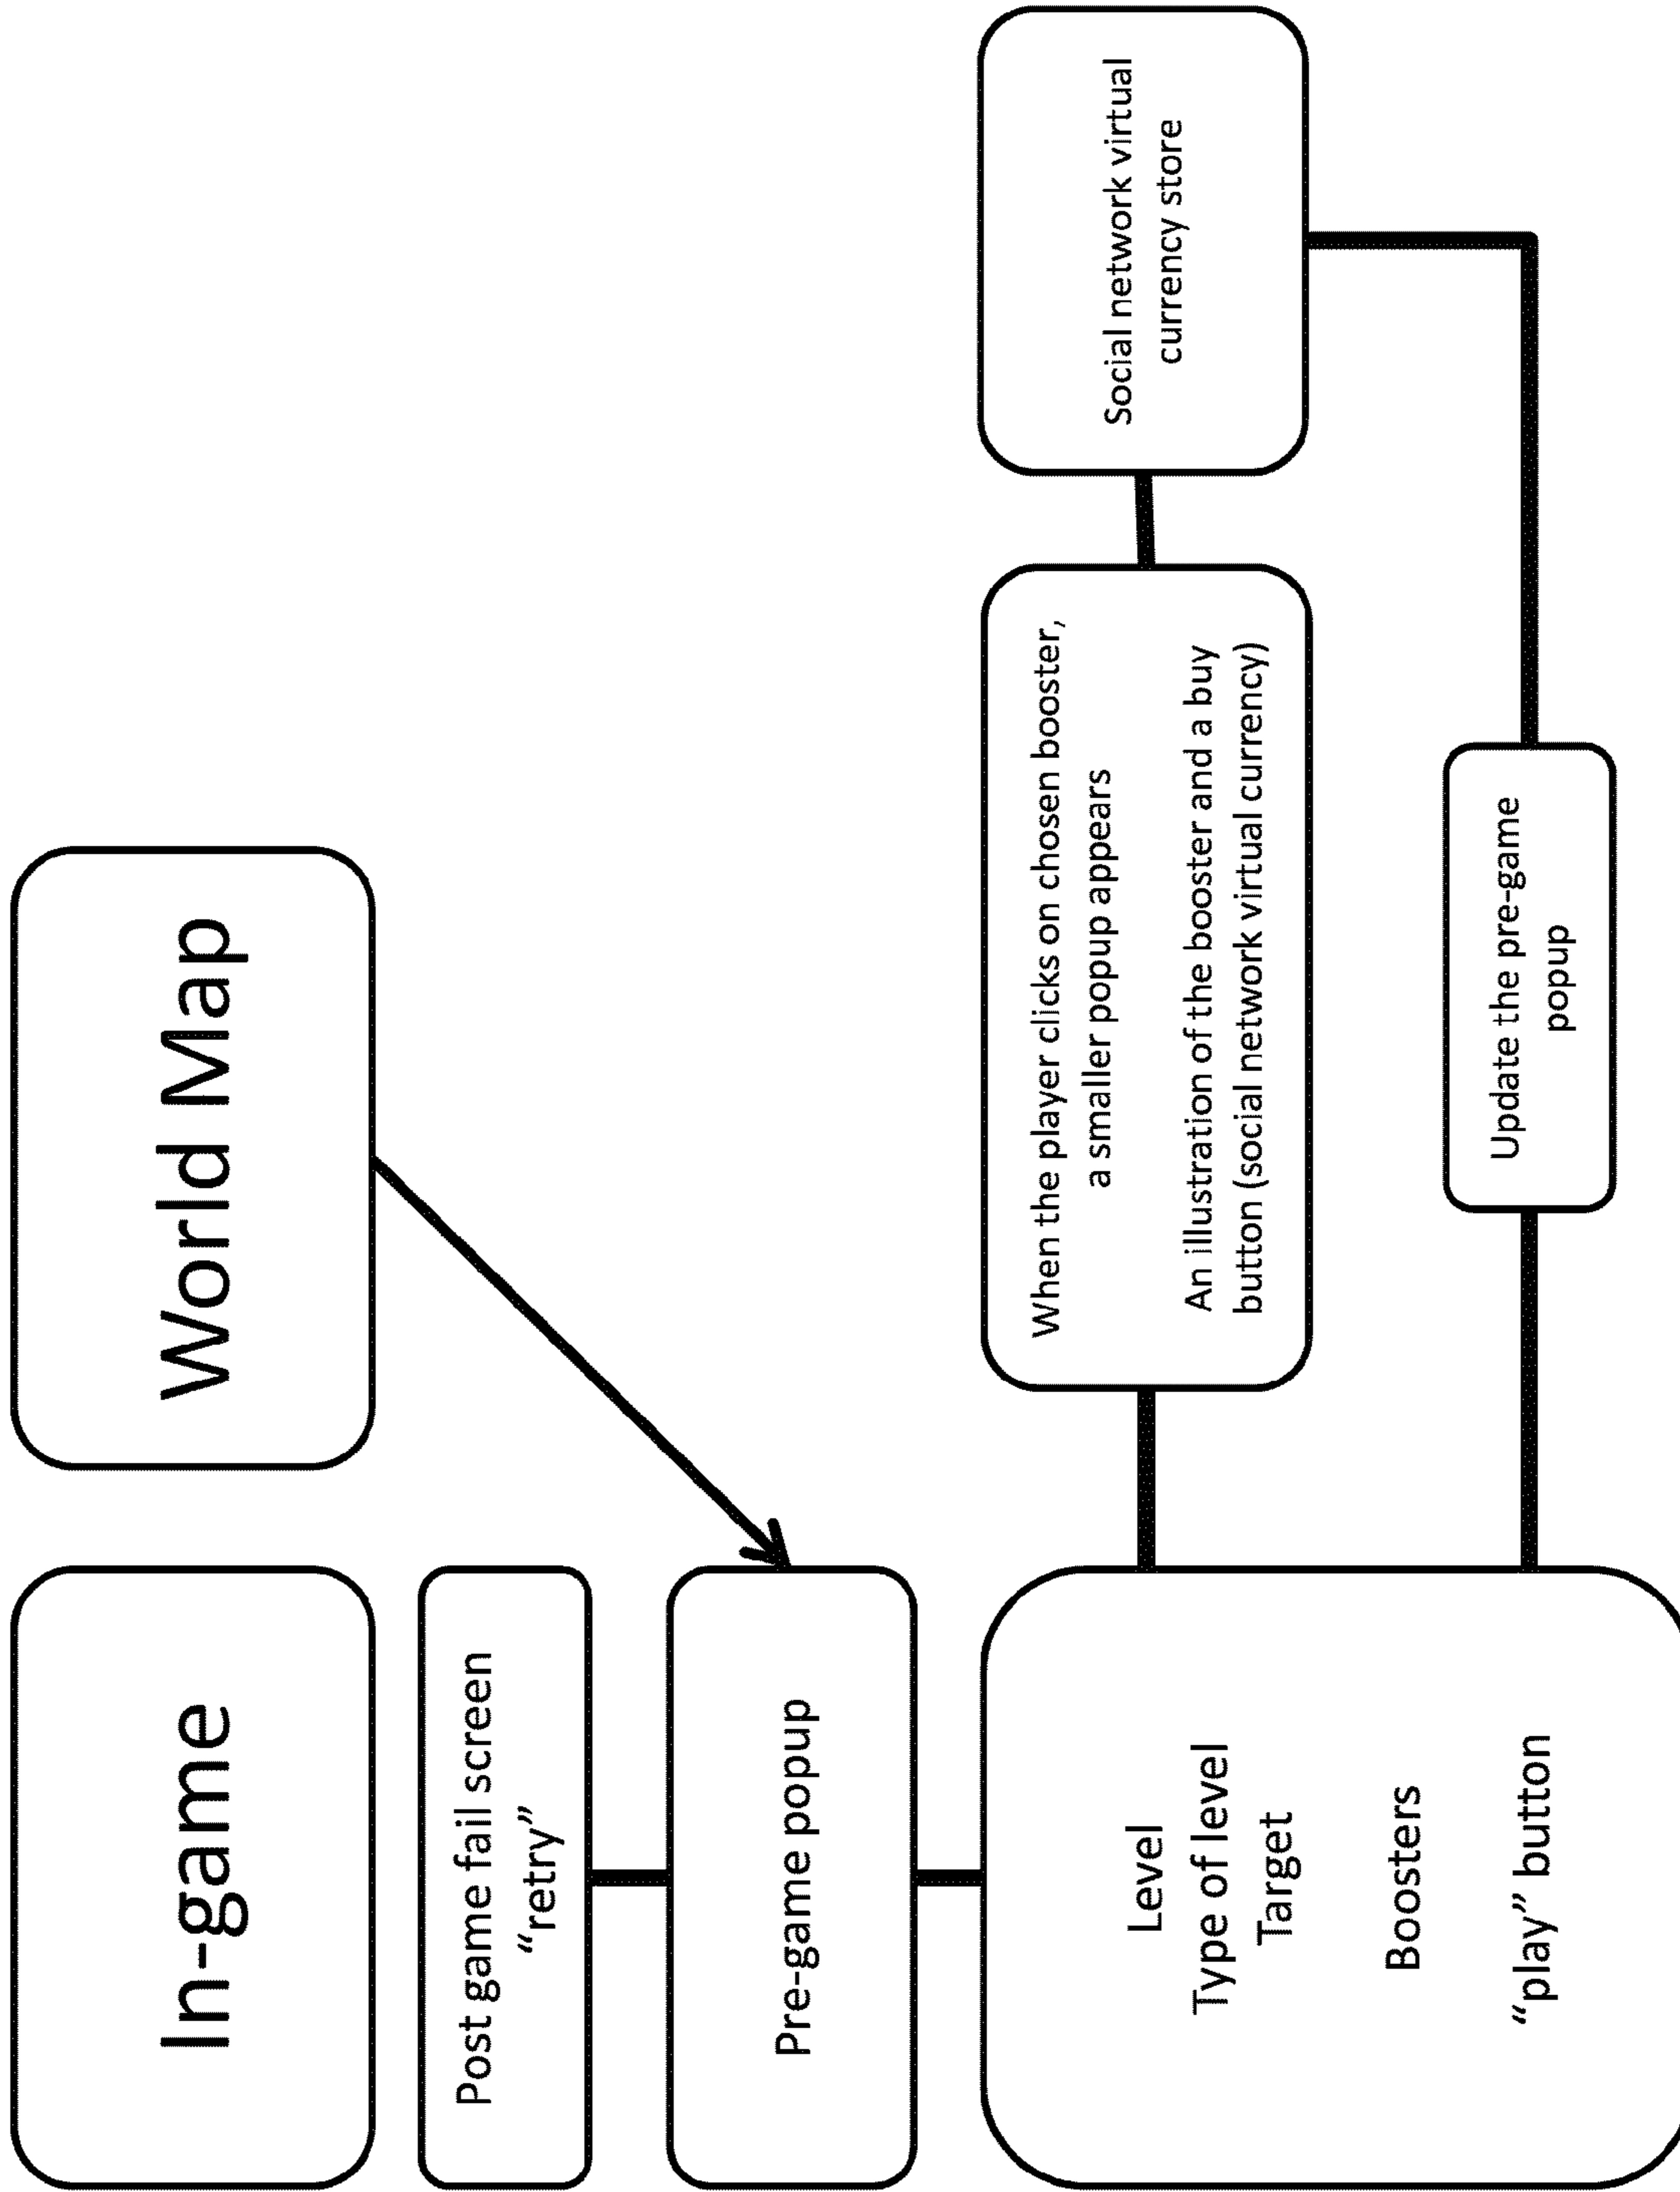 In-game
World Map
Post game fail screen
“retry”
Pre-game popup
Level
Type of level
Target
Boosters
“play” button
When the player clicks on chosen booster,
a smaller popup appears
An illustration of the booster and a buy
button (social network virtual currency)
Social network virtual
currency store
Update the pre-game
popup